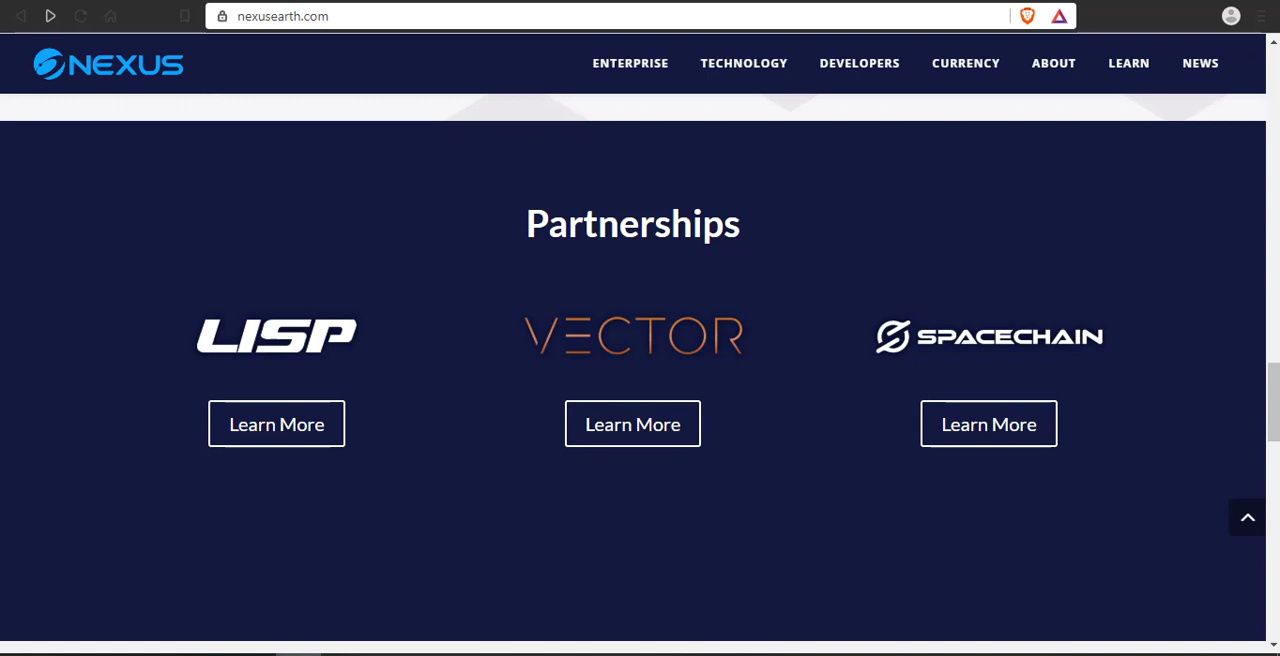 nexusearth.com
NEXUS ENTERPRISE TECHNOLOGY DEVELOPERS CURRENCY ABOUT LEARN NEWS
Partnerships
LISP VECTOR SPACECHAIN
Learn More Learn More Learn More